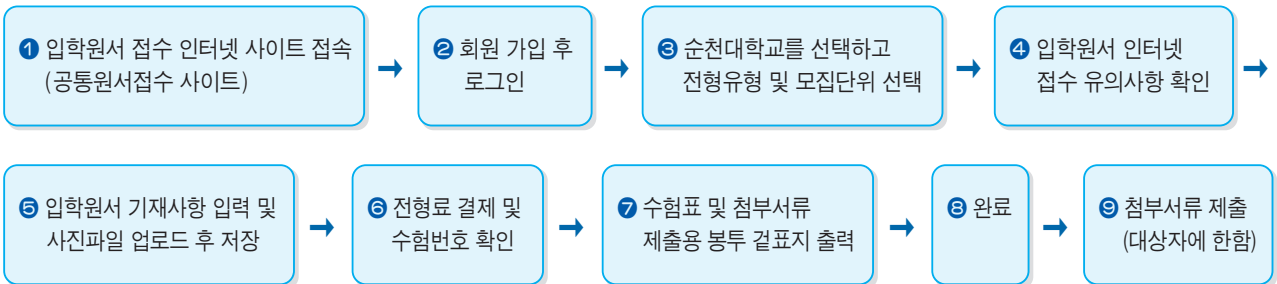 ❶ 입학원서 접수 인터넷 사이트 접속
(공통원서접수 사이트)
❷ 회원 가입 후
로그인
❸ 순천대학교를 선택하고
전형유형 및 모집단위 선택
❹ 입학원서 인터넷
접수 유의사항 확인
❺ 입학원서 기재사항 입력 및
사진파일 업로드 후 저장
❻ 전형료 결제 및
수험번호 확인
❼ 수험표 및 첨부서류
제출용 봉투 겉표지 출력
❽ 완료
❾ 첨부서류 제출
(대상자에 한함)